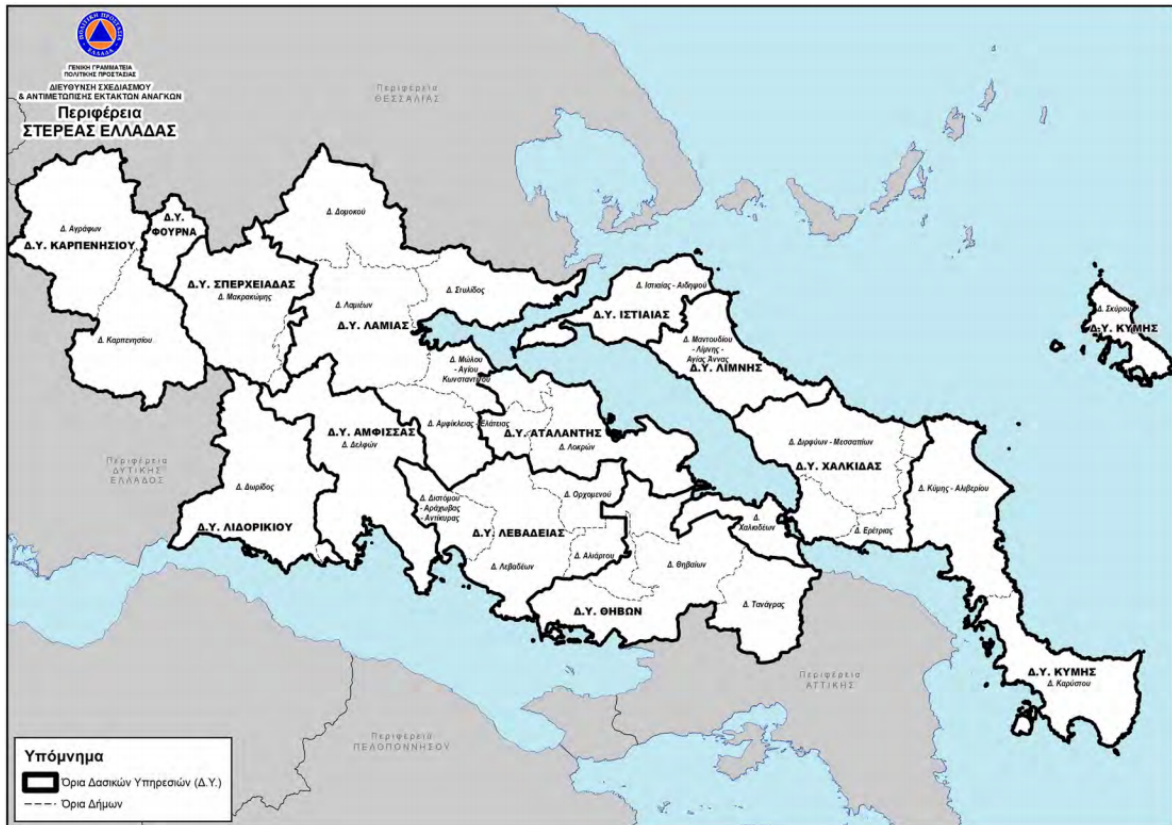 ΠΟΛΙΤΙΚΗ ΠΡΟΣΤΑΣΙΑ
ΕΛΛΑΔΑ
ΓΕΝΙΚΗ ΓΡΑΜΜΑΤΕΙΑ
ΠΟΛΙΤΙΚΗΣ ΠΡΟΣΤΑΣΙΑΣ
ΔΙΕΥΘΥΝΣΗ ΣΧΕΔΙΑΣΜΟΥ
& ΑΝΤΙΜΕΤΩΠΙΣΗΣ ΕΚΤΑΚΤΩΝ ΑΝΑΓΚΩΝ
Περιφέρεια
ΣΤΕΡΕΑΣ ΕΛΛΑΔΑΣ
Περιφέρεια
ΘΕΣΣΑΛΙΑΣ
Δ. Αγράφων
Δ.Υ. ΚΑΡΠΕΝΗΣΙΟΥ
Δ.Υ.
ΦΟΥΡΝΑ
Δ. Δομοκού
Δ.Υ. ΣΠΕΡΧΕΙΑΔΑΣ
Δ. Μακρακώμης
Δ. Στυλίδος
Δ. Λαμιέων
Δ.Υ. ΛΑΜΙΑΣ
Δ. Ιστιαίας - Αιδηψού
Δ.Υ. ΙΣΤΙΑΙΑΣ
Δ. Σκύρου
Δ.Υ. ΚΥΜΗΣ
Δ. Καρπενησίου
Δ. Μαντουδίου
- Λίμνης -
Αγίας Άννας
Δ.Υ. ΛΙΜΝΗΣ
Δ. Μώλου
- Αγίου
Κωνσταντίνου
Δ. Αμφίκλειας - Ελάτειας
Δ.Υ. ΑΜΦΙΣΣΑΣ
Δ. Δελφών
Δ.Υ. ΑΤΑΛΑΝΤΗΣ
Δ. Λοκρών
Δ. Διρφύων - Μεσσαπίων
Δ.Υ. ΧΑΛΚΙΔΑΣ
Δ. Κύμης - Αλιβερίου
Περιφέρεια
ΔΥΤΙΚΗΣ
ΕΛΛΑΔΟΣ
Δ. Δωρίδος
Δ.Υ. ΛΙΔΟΡΙΚΙΟΥ
Δ. Διστόμου
- Αράχωβας
- Αντίκυρας
Δ. Ορχομενού
Δ.Υ. ΛΕΒΑΔΕΙΑΣ
Δ. Λεβαδέων
Δ. Αλιάρτου
Δ.
Χαλκιδέων
Δ. Ερέτριας
Δ. Θηβαίων
Δ.Υ. ΘΗΒΩΝ
Δ. Τανάγρας
Δ.Υ. ΚΥΜΗΣ
Δ. Καρύστου
Περιφέρεια
ΑΤΤΙΚΗΣ
Περιφέρεια
ΠΕΛΟΠΟΝΝΗΣΟΥ
Υπόμνημα
Όρια Δασικών Υπηρεσιών (Δ.Υ.)
Όρια Δήμων